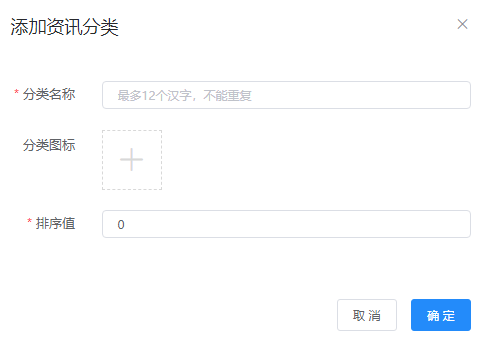 添加资讯分类
* 分类名称
最多12个汉字，不能重复
分类图标
* 排序值
0
取 消
确 定